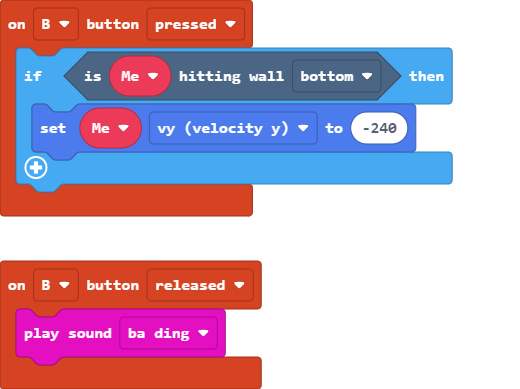 on B button pressed
if is Me hitting wall bottom then
set Me vy (velocity y) to -240
on B button released
play sound ba ding